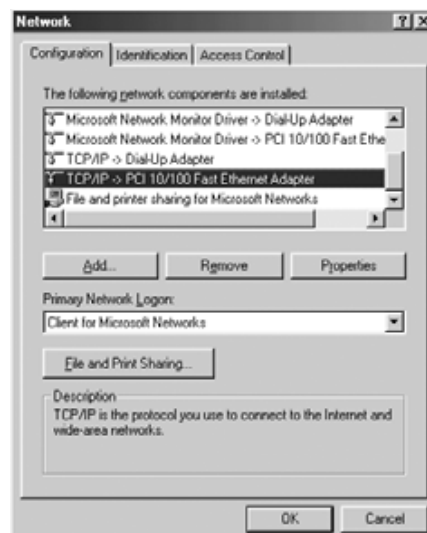 Network
Configuration Identification Access Control
The following network components are installed:
Microsoft Network Monitor Driver -> Dial-Up Adapter
Microsoft Network Monitor Driver -> PCI 10/100 Fast Ethe
TCP/IP -> Dial-Up Adapter
TCP/IP -> PCI 10/100 Fast Ethernet Adapter
File and printer sharing for Microsoft Networks
Add... Remove Properties
Primary Network Logon:
Client for Microsoft Networks
File and Print Sharing...
Description
TCP/IP is the protocol you use to connect to the Internet and
wide-area networks.
OK Cancel